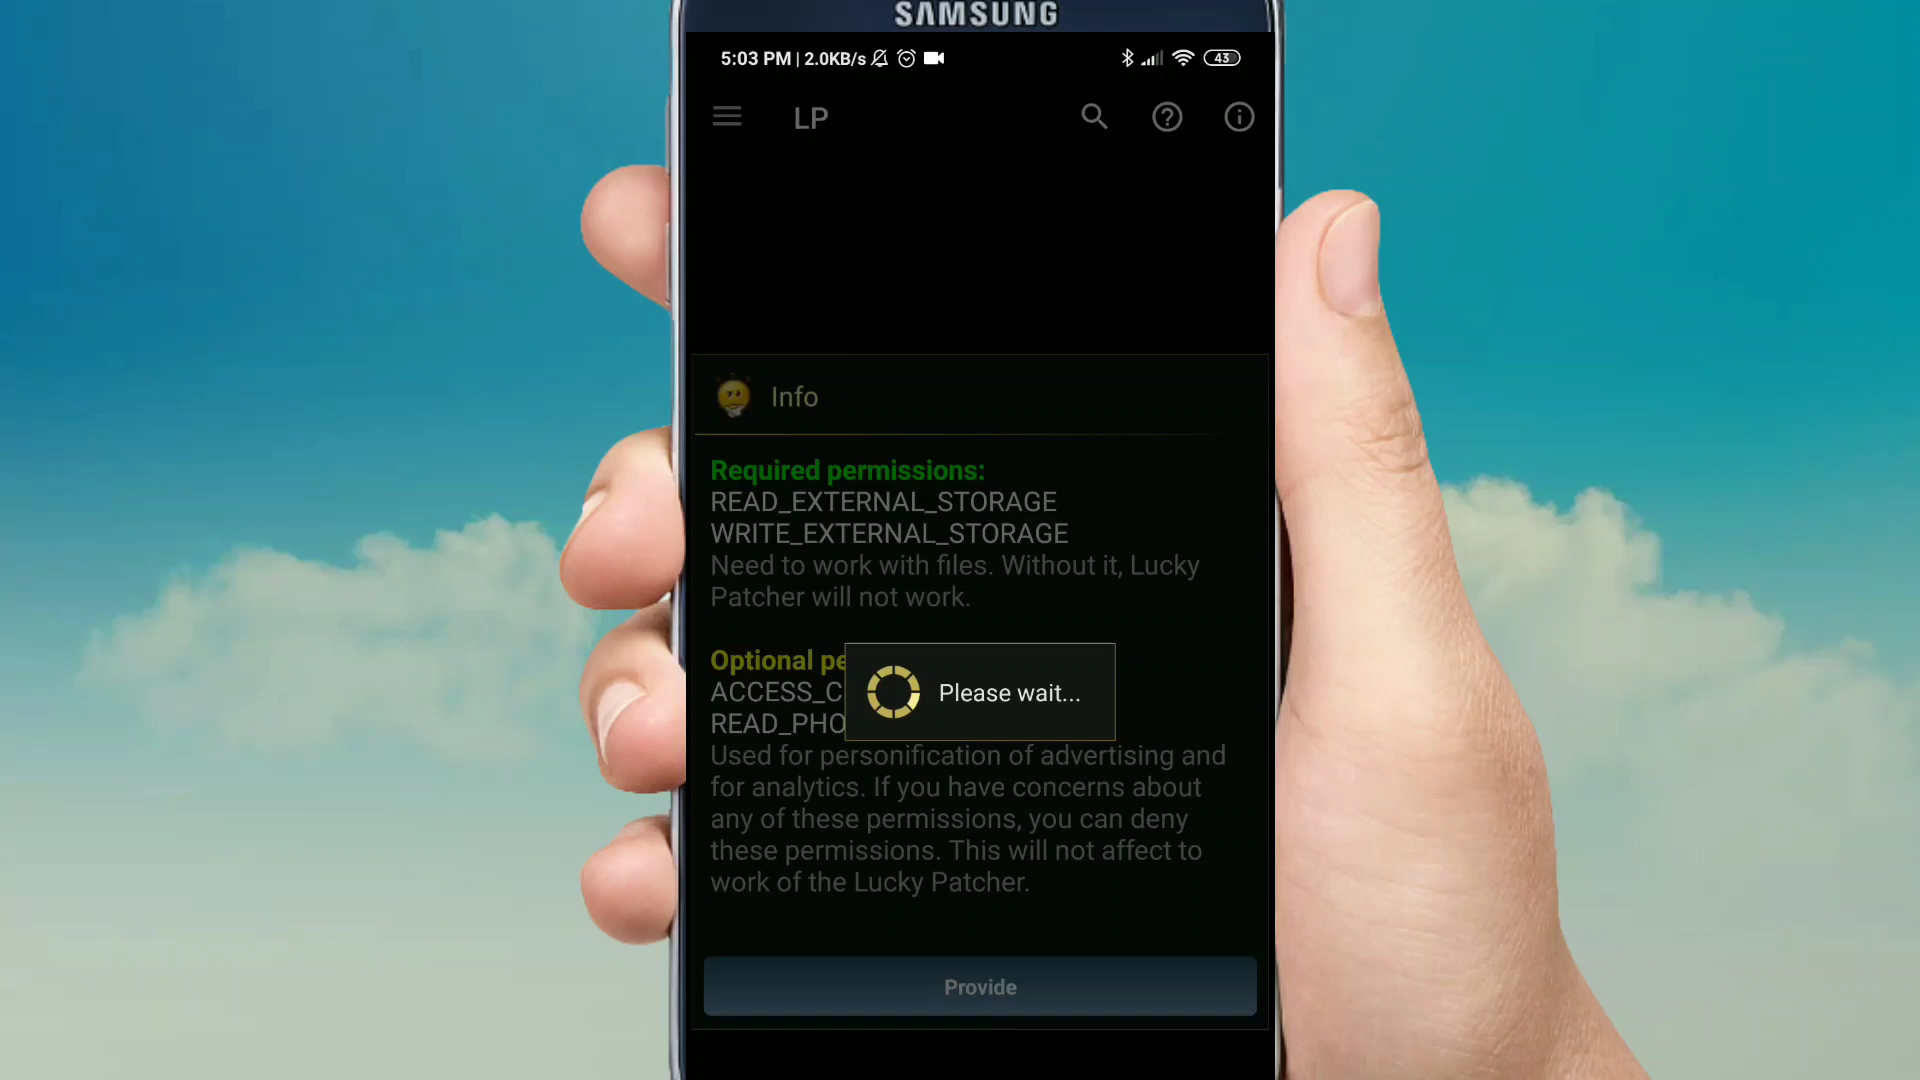 SAMSUNG
5:03 PM | 2.0KB/s 43
LP
Info
Required permissions:
READ_EXTERNAL_STORAGE
WRITE_EXTERNAL_STORAGE
Need to work with files. Without it, Lucky
Patcher will not work.
Optional pe
ACCESS_C
READ_PHO
Please wait...
Used for personification of advertising and
for analytics. If you have concerns about
any of these permissions, you can deny
these permissions. This will not affect to
work of the Lucky Patcher.
Provide